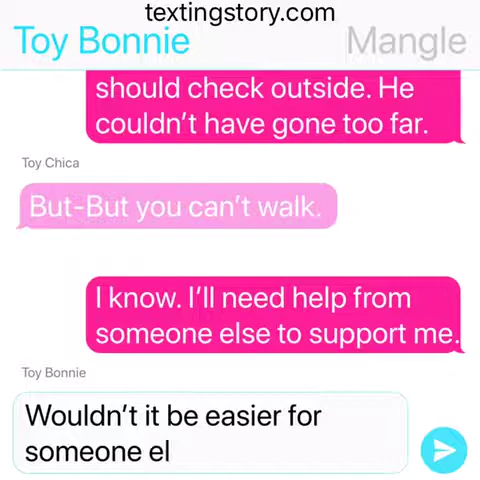 textingstory.com
Toy Bonnie Mangle
should check outside. He
couldn't have gone too far.
Toy Chica
But-But you can't walk.
I know. I'll need help from
someone else to support me.
Toy Bonnie
Wouldn't it be easier for
someone el